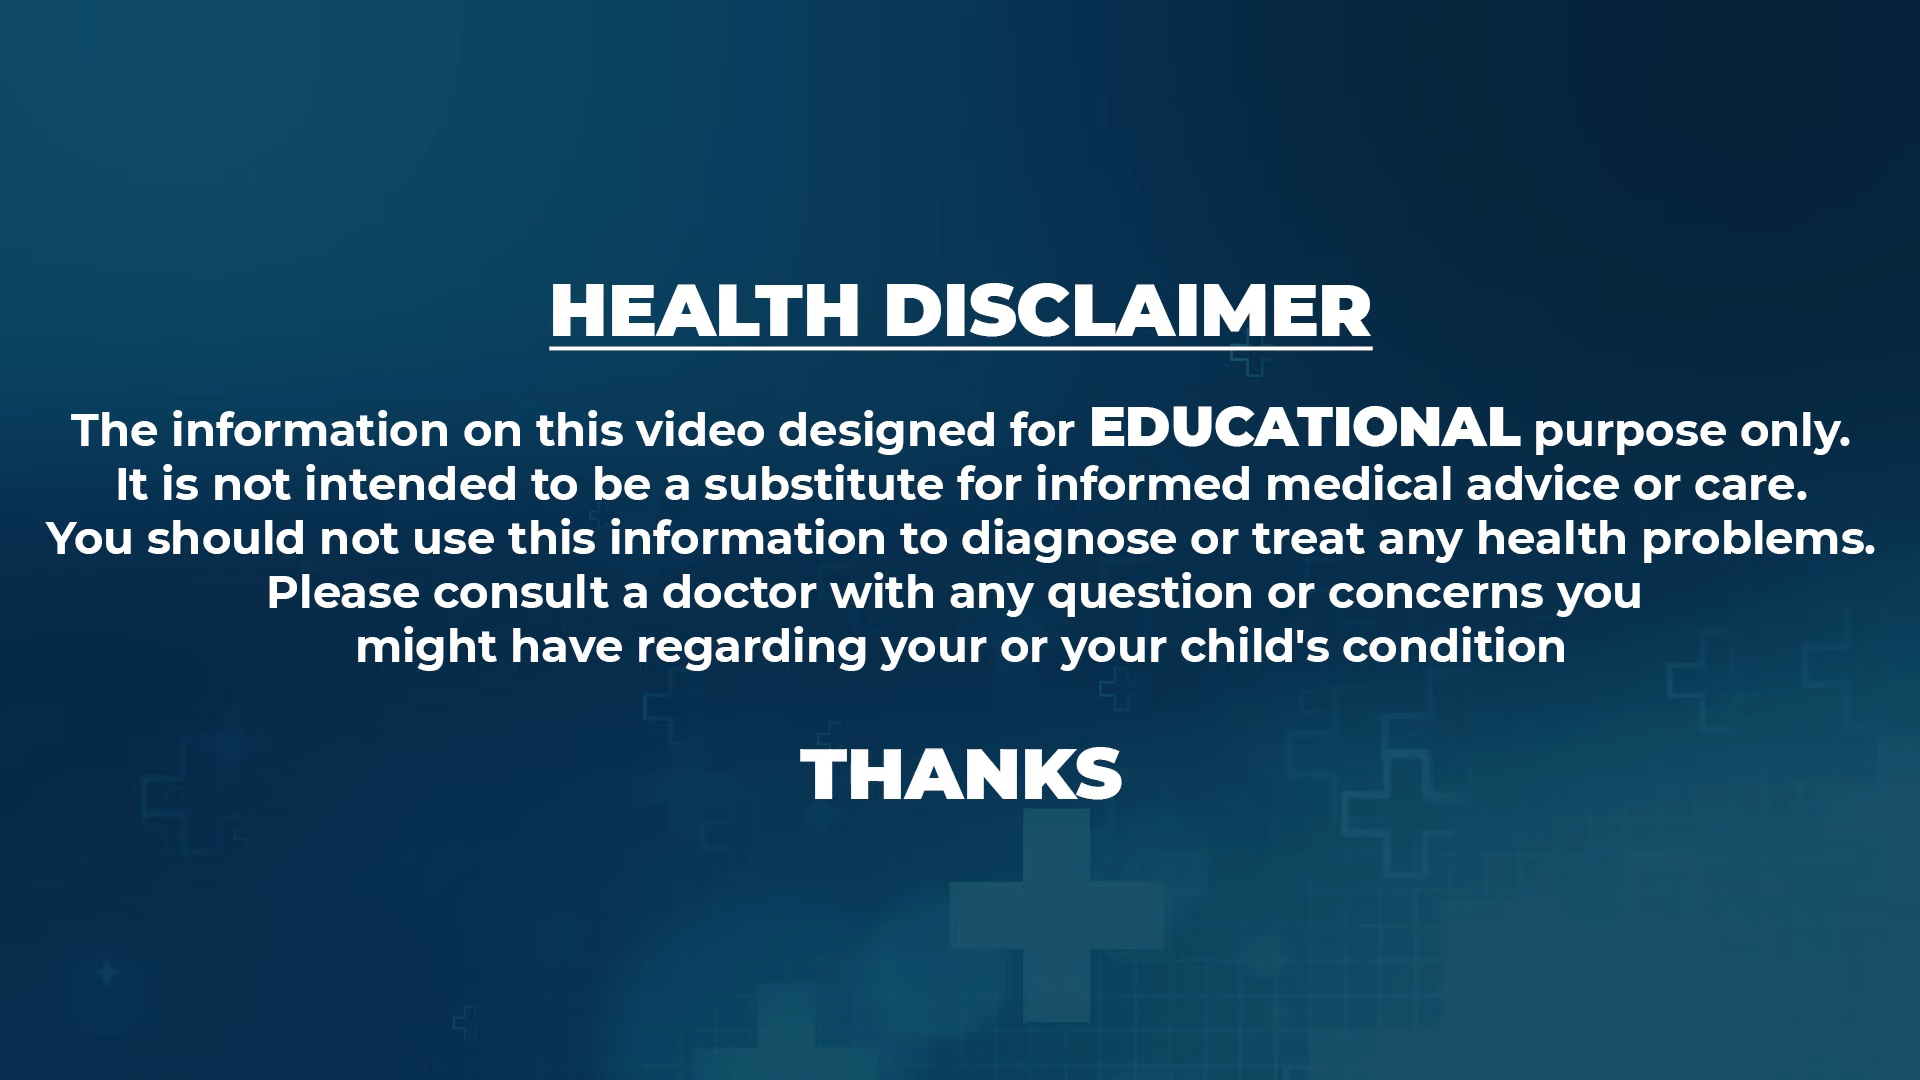 HEALTH DISCLAIMER
The information on this video designed for EDUCATIONAL purpose only.
It is not intended to be a substitute for informed medical advice or care.
You should not use this information to diagnose or treat any health problems.
Please consult a doctor with any question or concerns you
might have regarding your or your child's condition
THANKS